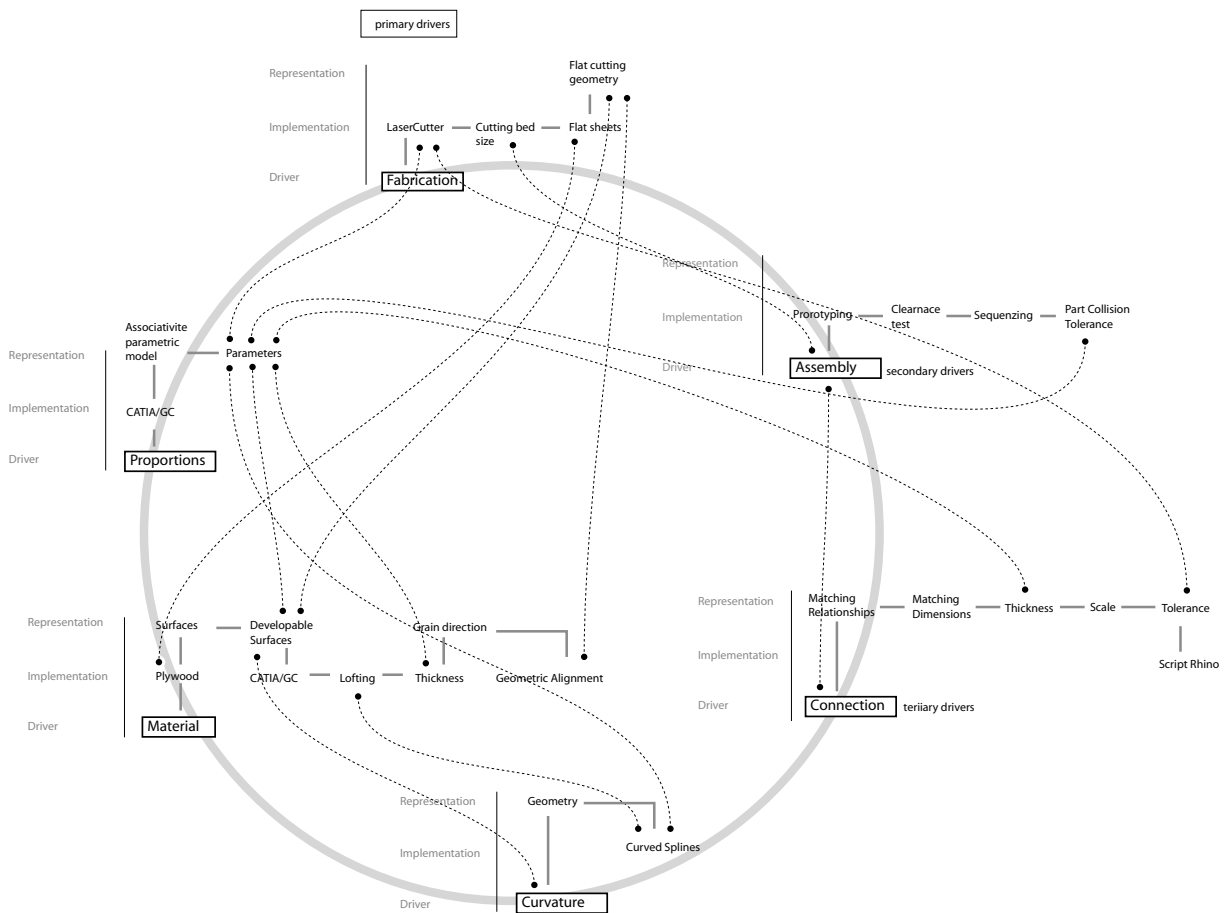 primary drivers
Representation
Flat cutting
geometry
Implementation
LaserCutter
Cutting bed
size
Flat sheets
Driver
Fabrication
Representation
Implementation
Prorotyping
Clearnace
test
Sequenzing
Part Collision
Tolerance
Driver
Assembly
secondary drivers
Associativite
parametric
model
Representation
Parameters
Implementation
CATIA/GC
Driver
Proportions
Representation
Matching
Relationships
Matching
Dimensions
Thickness
Scale
Tolerance
Implementation
Script Rhino
Driver
Connection
teriiary drivers
Representation
Surfaces
Developable
Surfaces
Grain direction
Implementation
Plywood
CATIA/GC
Lofting
Thickness
Geometric Alignment
Driver
Material
Representation
Geometry
Implementation
Curved Splines
Driver
Curvature